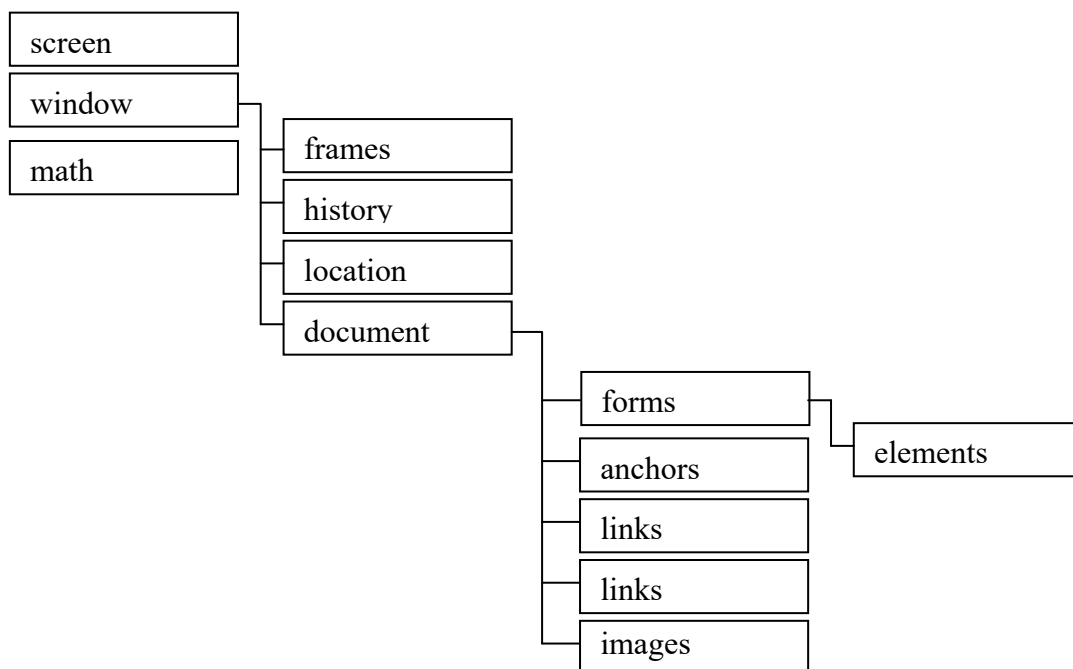 screen
window
math
frames
history
location
document
forms
elements
anchors
links
links
images